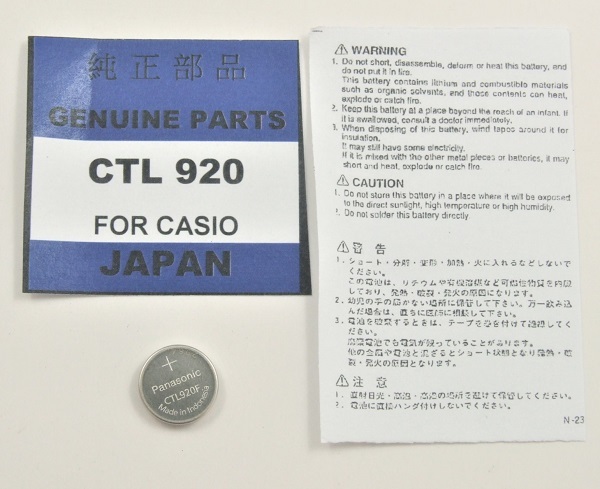 純正部品
GENUINE PARTS
CTL 920
FOR CASIO
JAPAN
+
Panasonic
CTL920F
Made in Indonesia
⚠ WARNING
1. Do not short, disassemble, deform or heat this battery, and
do not put it in fire.
This battery contains lithium and combustible materials
such as organic solvents, and those contents can heat,
explode or catch fire.
2. Keep this battery at a place beyond the reach of an infant. If
it is swallowed, consult a doctor immediately.
3. When disposing of this battery, wind tapes around it for
insulation.
It may still have some electricity.
If it is mixed with the other metal pieces or batteries, it may
short and heat, explode or catch fire.
⚠ CAUTION
1. Do not store this battery in a place where it will be exposed
to the direct sunlight, high temperature or high humidity.
2. Do not solder this battery directly.
⚠ 警告
1. ショート・分解・変形・加熱・火に入れるなどしないで
ください。
この電池は、リチウムや有機溶媒など可燃性物質を内蔵
しており、発熱・破裂・発火の原因になります。
2. 幼児の手の届かない場所に保管して下さい。万一飲み込
んだ場合は、直ちに医師に相談して下さい。
3. 電池を廃棄するときは、テープを巻き付けて絶縁してく
ださい。
廃棄電池でも電気が残っていることがあります。
他の金属や電池と混ざるとショート状態となり発熱・破
裂・発火の原因となります。
⚠ 注意
1. 直射日光・高温・高湿の場所を避けて保管してください。
2. 電池に直接ハンダ付けしないでください。
N-23